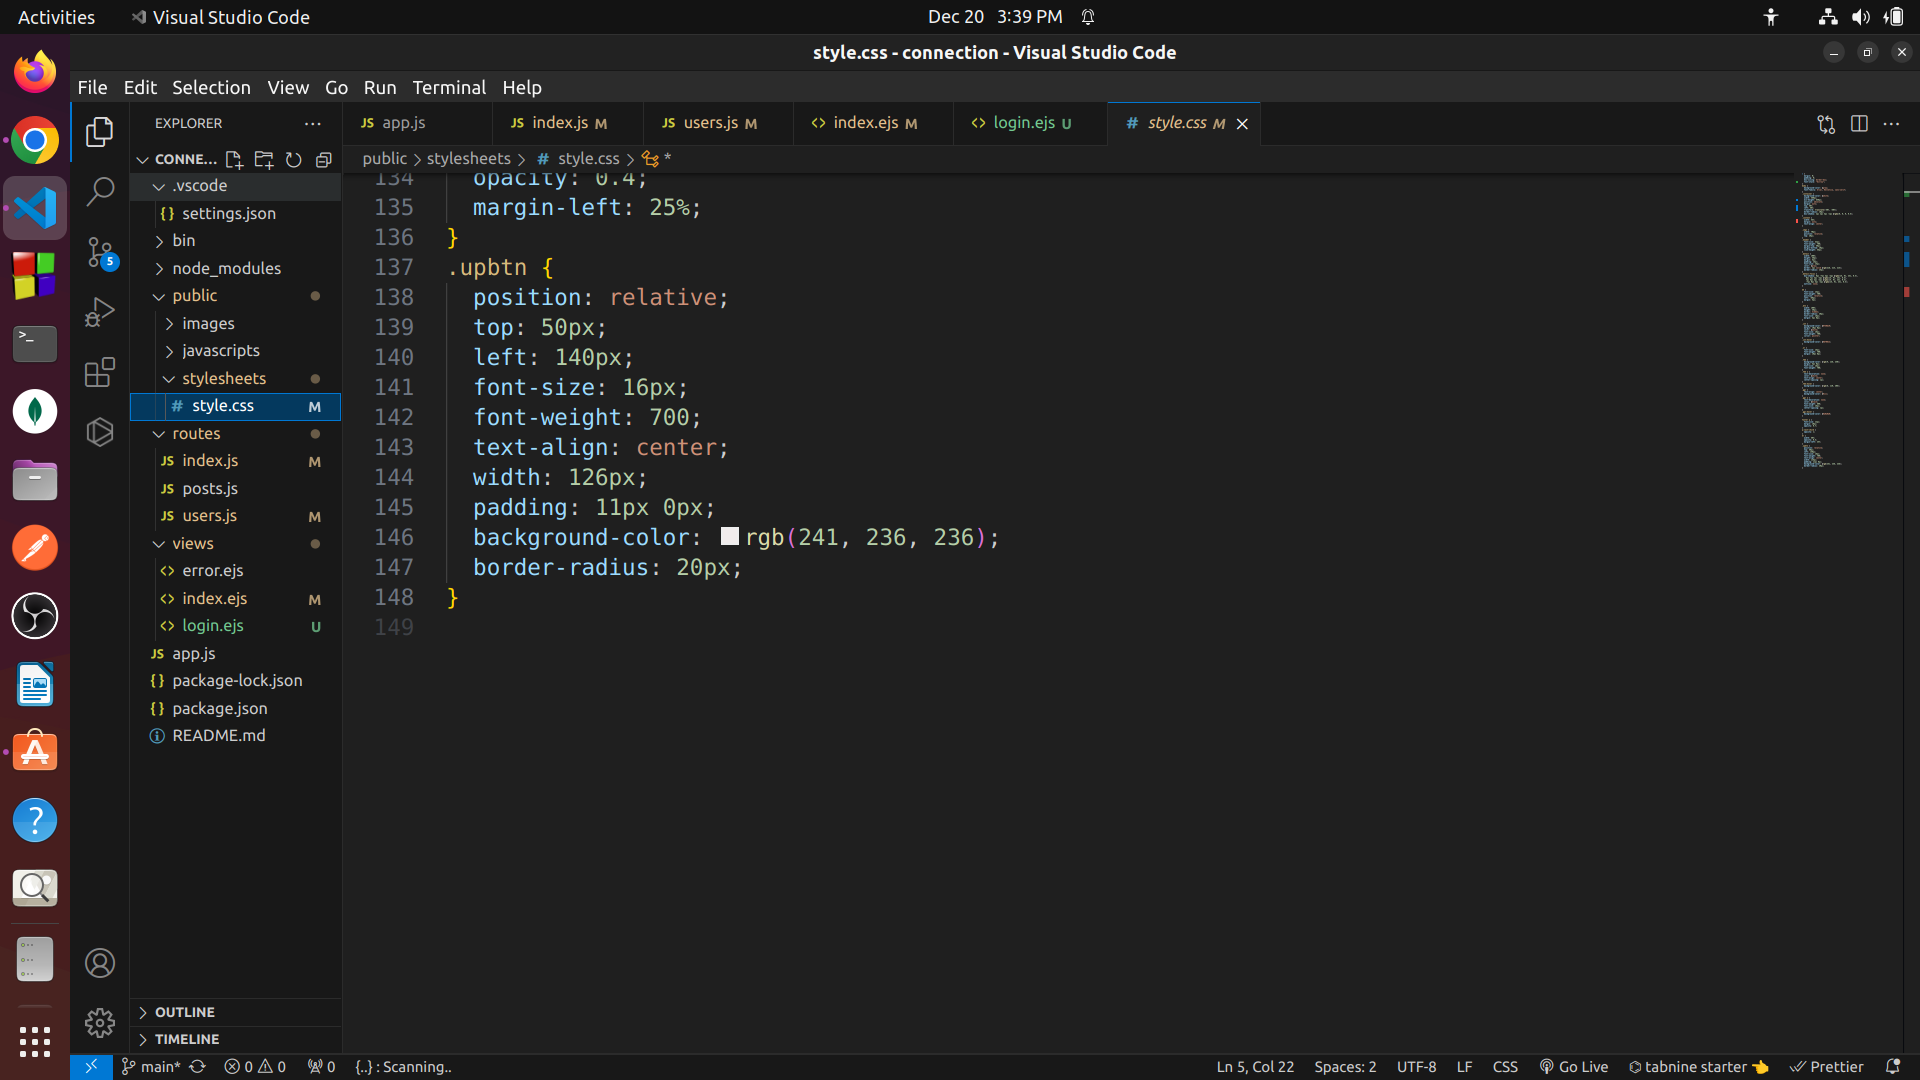 Activities
Visual Studio Code
Dec 20 3:39 PM
style.css - connection - Visual Studio Code
File Edit Selection View Go Run Terminal Help
EXPLORER
JS app.js
JS index.js M
JS users.js M
<> index.ejs M
<> login.ejs U
# style.css M
CONNE...
public > stylesheets > # style.css > *
.vscode
{} settings.json
bin
node_modules
public
images
javascripts
stylesheets
# style.css M
routes
JS index.js M
JS posts.js
JS users.js M
views
<> error.ejs
<> index.ejs M
<> login.ejs U
JS app.js
{} package-lock.json
{} package.json
README.md
OUTLINE
TIMELINE
5
134 opacity: 0.4;
135 margin-left: 25%;
136 }
137 .upbtn {
138 position: relative;
139 top: 50px;
140 left: 140px;
141 font-size: 16px;
142 font-weight: 700;
143 text-align: center;
144 width: 126px;
145 padding: 11px 0px;
146 background-color: rgb(241, 236, 236);
147 border-radius: 20px;
148 }
149
main* 0 0 0 {..} : Scanning..
Ln 5, Col 22 Spaces: 2 UTF-8 LF CSS Go Live tabnine starter Prettier